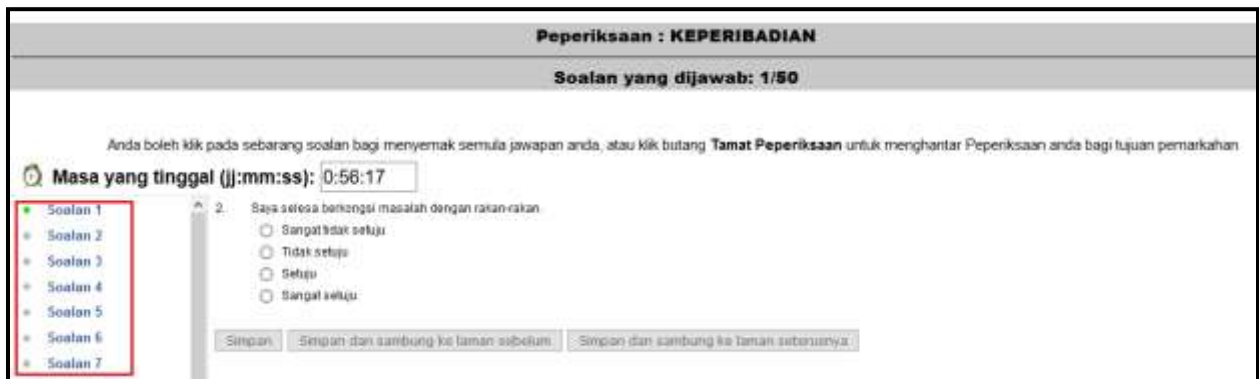 Peperiksaan : KEPERIBADIAN
Soalan yang dijawab: 1/50
Anda boleh klik pada sebarang soalan bagi menyemak semula jawapan anda, atau klik butang Tamat Peperiksaan untuk menghantar Peperiksaan anda bagi tujuan pemarkahan
Masa yang tinggal (jj:mm:ss): 0:56:17
Soalan 1
Soalan 2
Soalan 3
Soalan 4
Soalan 5
Soalan 6
Soalan 7
2. Saya selesa berkongsi masalah dengan rakan-rakan
Sangat tidak setuju
Tidak setuju
Setuju
Sangat setuju
Simpan Simpan dan sambung ke laman sebelum Simpan dan sambung ke laman seterusnya